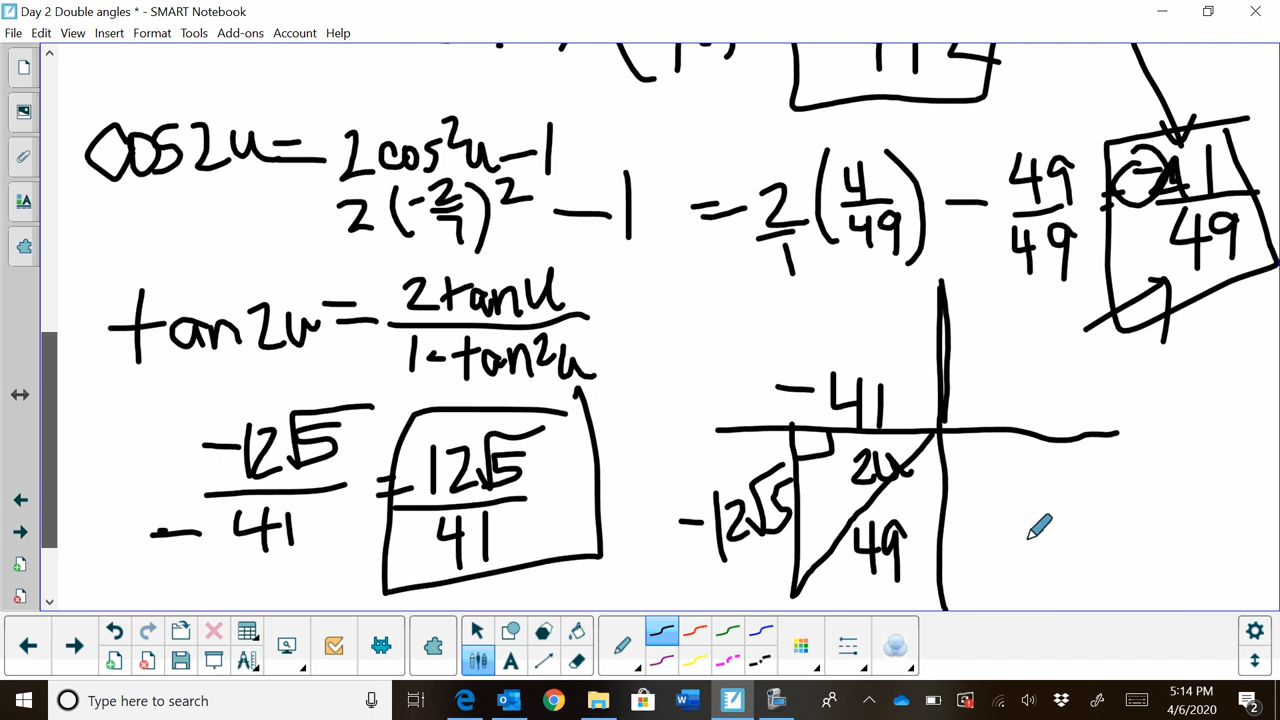 Day 2 Double angles * - SMART Notebook
File Edit View Insert Format Tools Add-ons Account Help
cos2u = 2cos²u - 1
2(-2/7)² - 1 = 2/1 (4/49) - 49/49 = -41/49
tan2u = 2tanu / 1 - tan²u
-12√5 / -41 = 12√5 / 41
-41
2u
-12√5
49
A
Type here to search
5:14 PM
4/6/2020
2